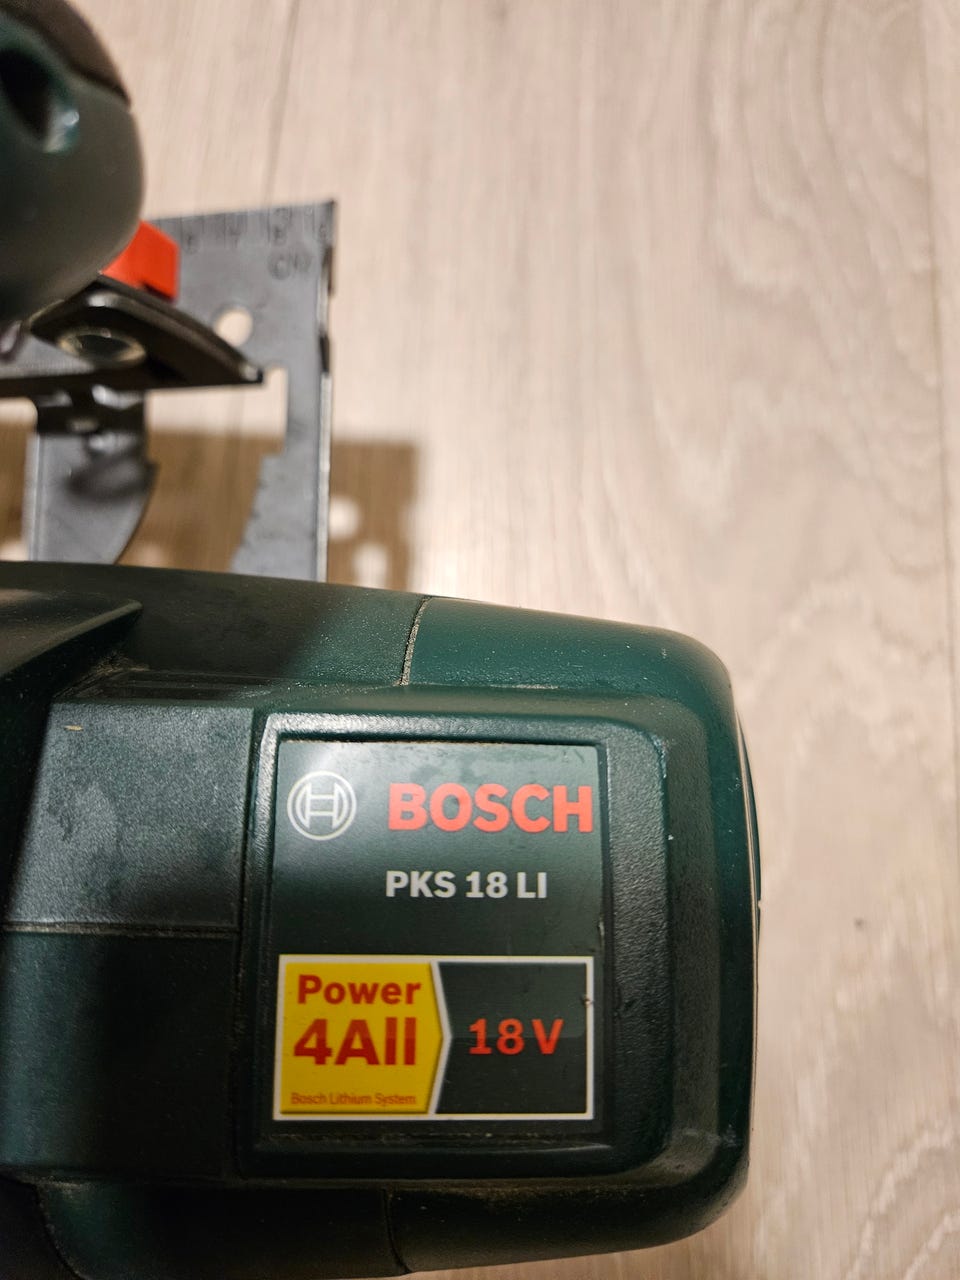 BOSCH
PKS 18 LI
Power
4All
18 V
Bosch Lithium System